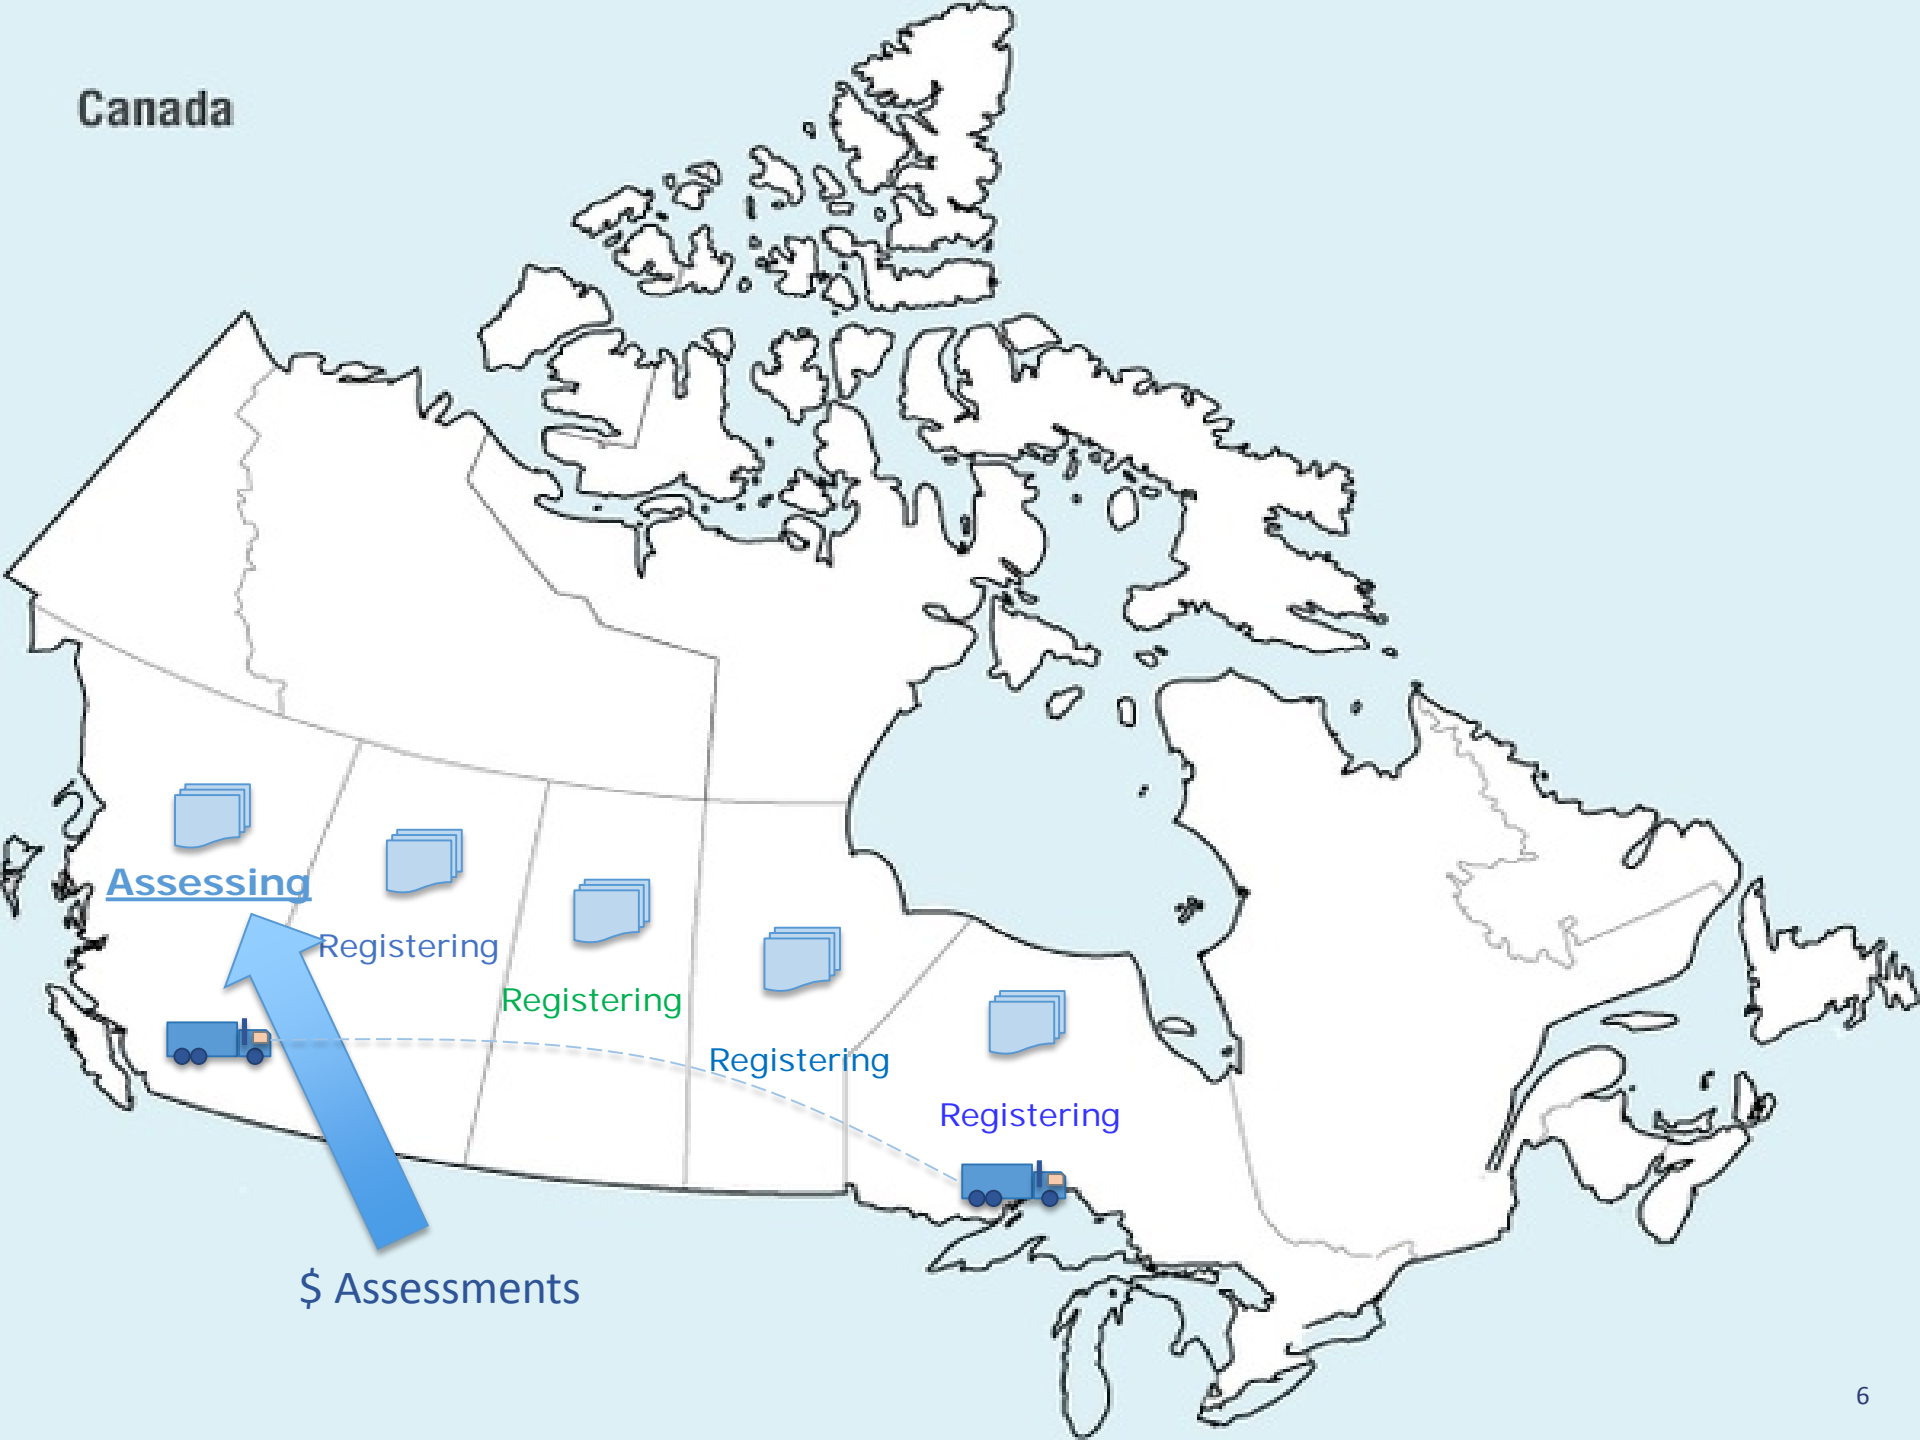 Canada
Assessing
Registering
Registering
Registering
Registering
$ Assessments
6